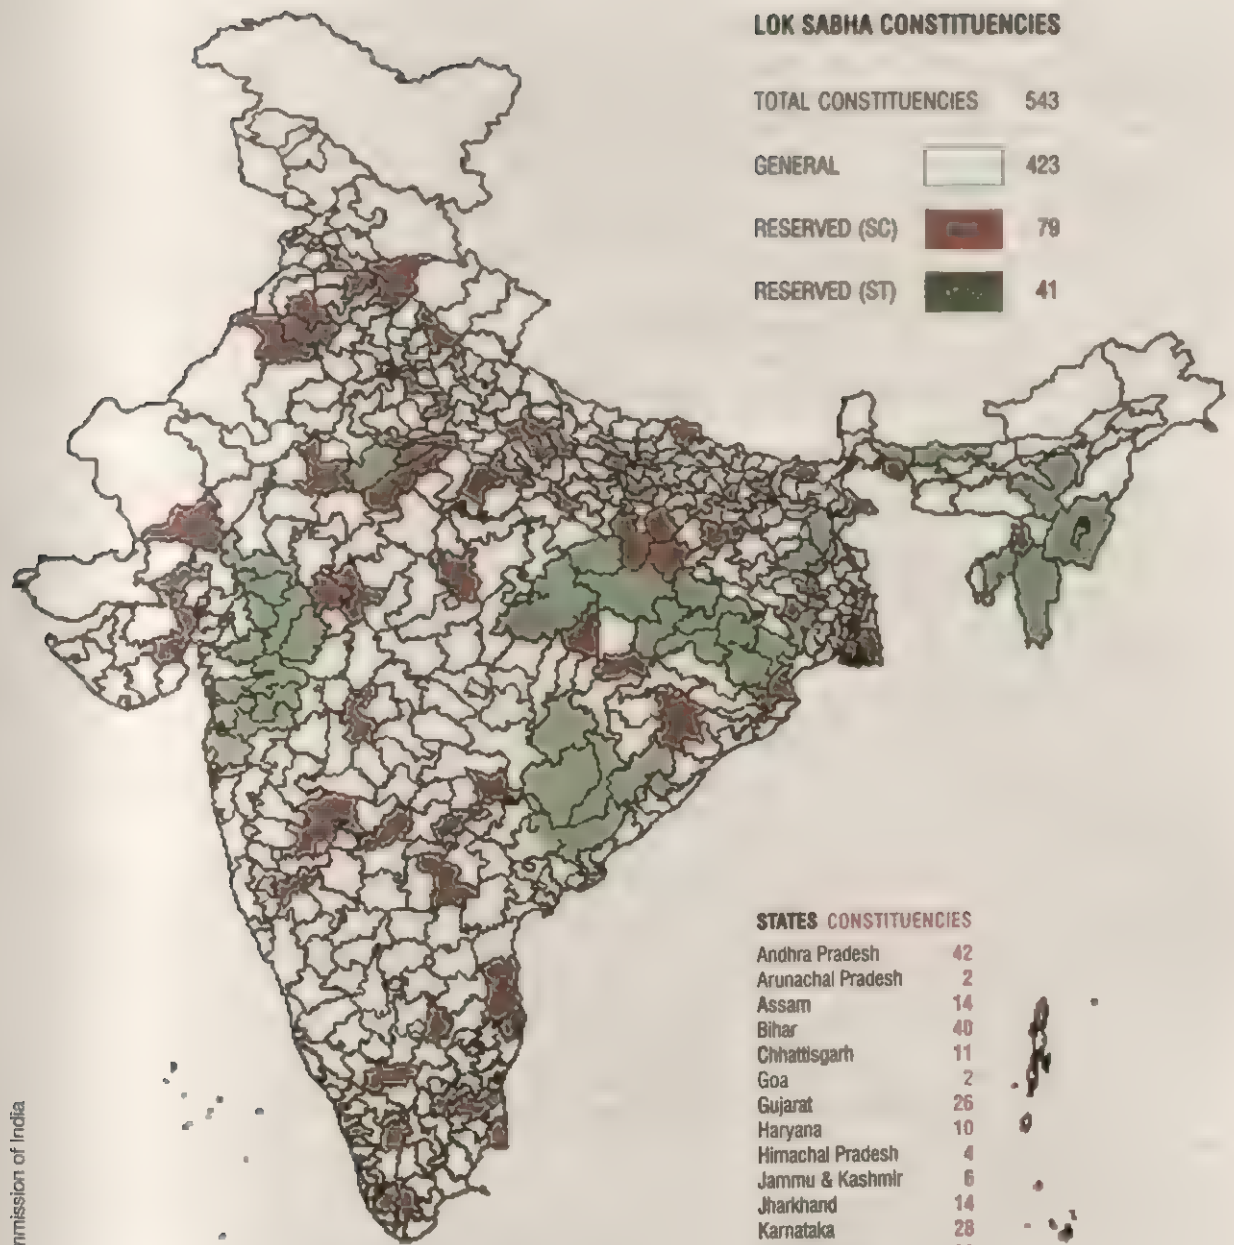 LOK SABHA CONSTITUENCIES
TOTAL CONSTITUENCIES 543
GENERAL 423
RESERVED (SC) 79
RESERVED (ST) 41
STATES CONSTITUENCIES
Andhra Pradesh 42
Arunachal Pradesh 2
Assam 14
Bihar 40
Chhattisgarh 11
Goa 2
Gujarat 26
Haryana 10
Himachal Pradesh 4
Jammu & Kashmir 6
Jharkhand 14
Karnataka 28
of India